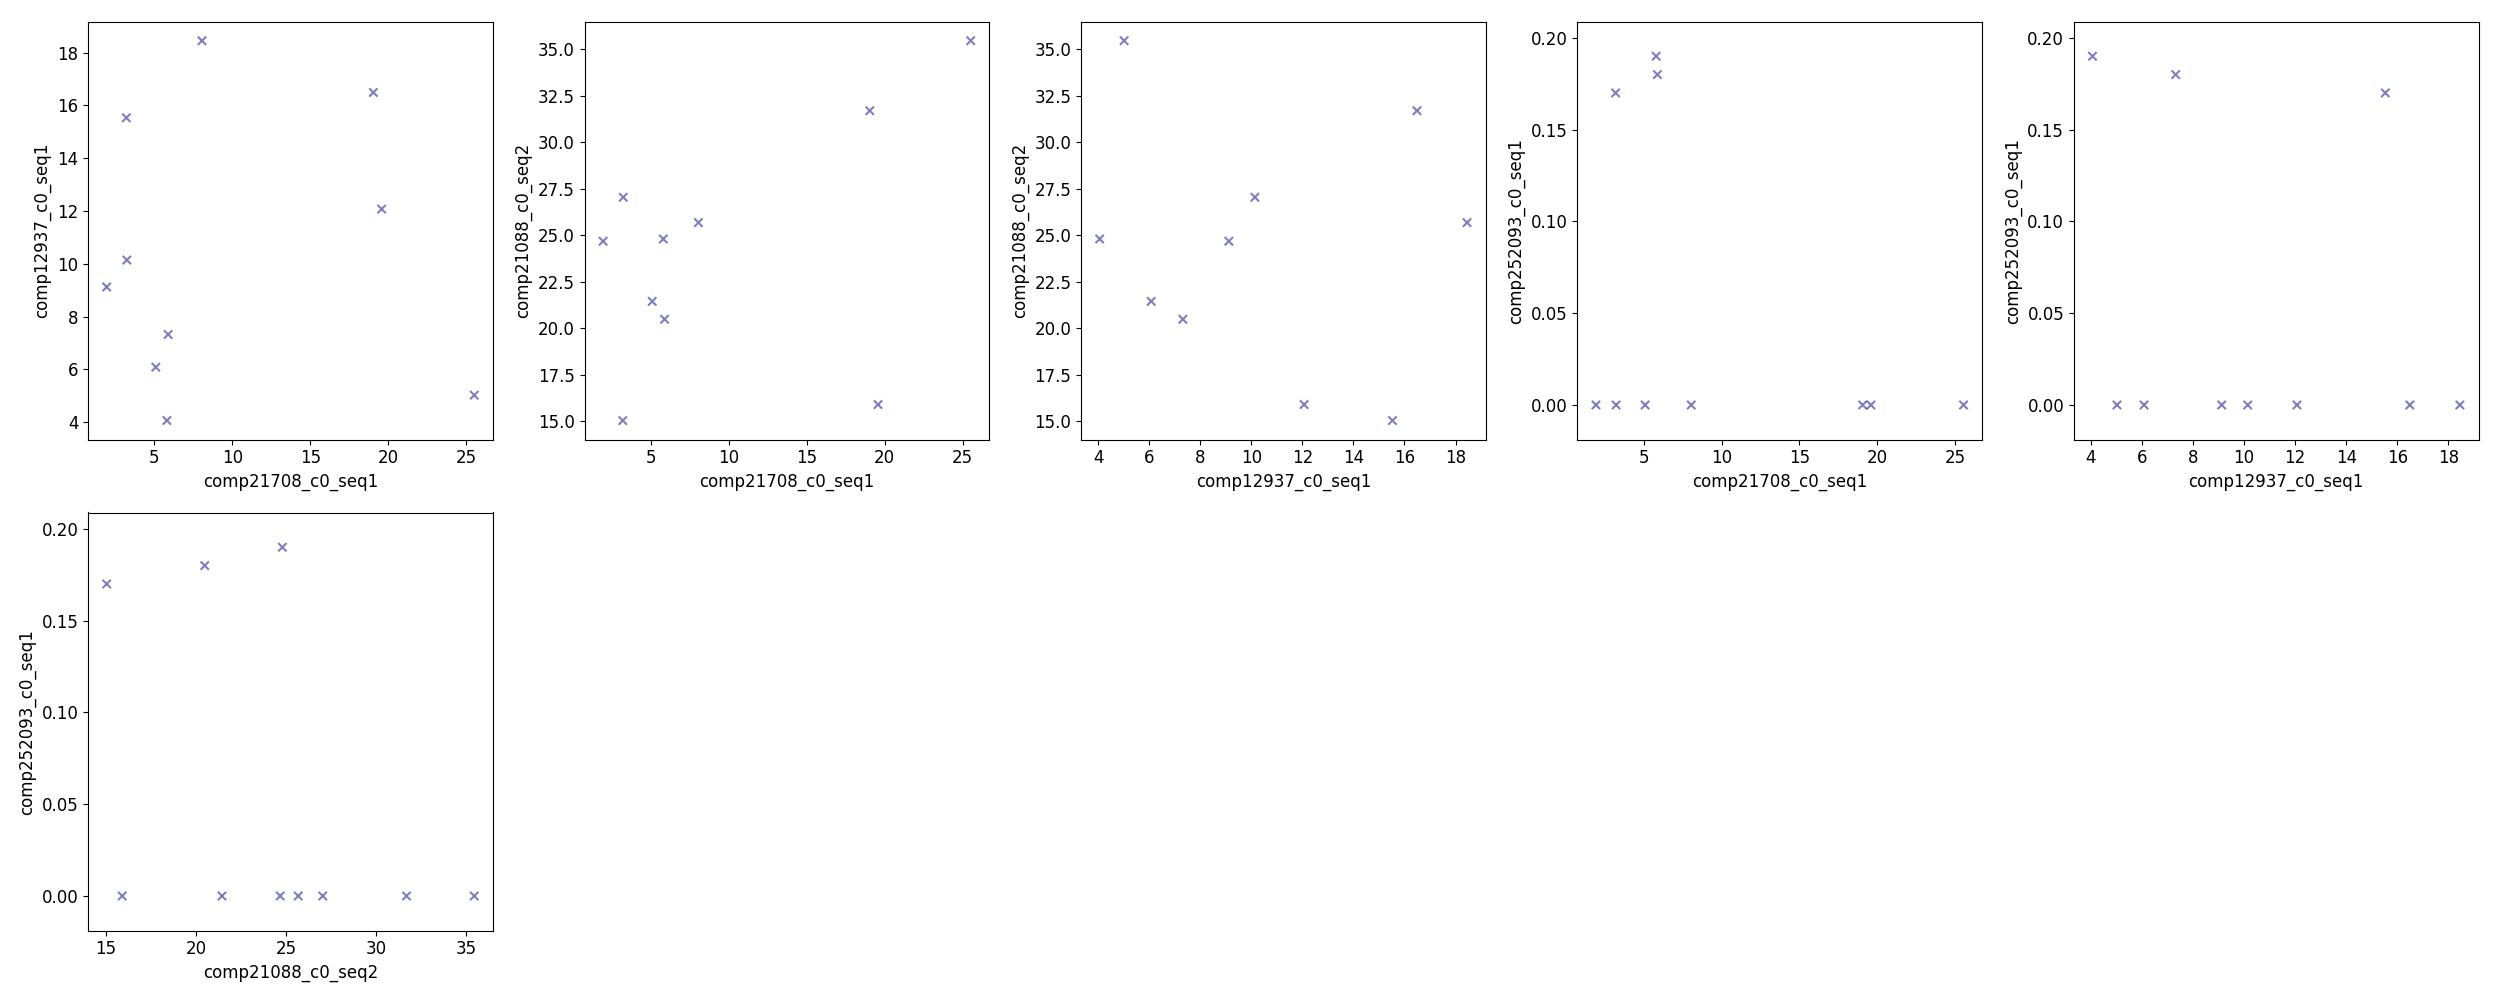 18
16
14
12
10
8
6
4
comp12937_c0_seq1
5 10 15 20 25
comp21708_c0_seq1
35.0
32.5
30.0
27.5
25.0
22.5
20.0
17.5
15.0
comp21088_c0_seq2
5 10 15 20 25
comp21708_c0_seq1
35.0
32.5
30.0
27.5
25.0
22.5
20.0
17.5
15.0
comp21088_c0_seq2
4 6 8 10 12 14 16 18
comp12937_c0_seq1
0.20
0.15
0.10
0.05
0.00
comp252093_c0_seq1
5 10 15 20 25
comp21708_c0_seq1
0.20
0.15
0.10
0.05
0.00
comp252093_c0_seq1
4 6 8 10 12 14 16 18
comp12937_c0_seq1
0.20
0.15
0.10
0.05
0.00
comp252093_c0_seq1
15 20 25 30 35
comp21088_c0_seq2